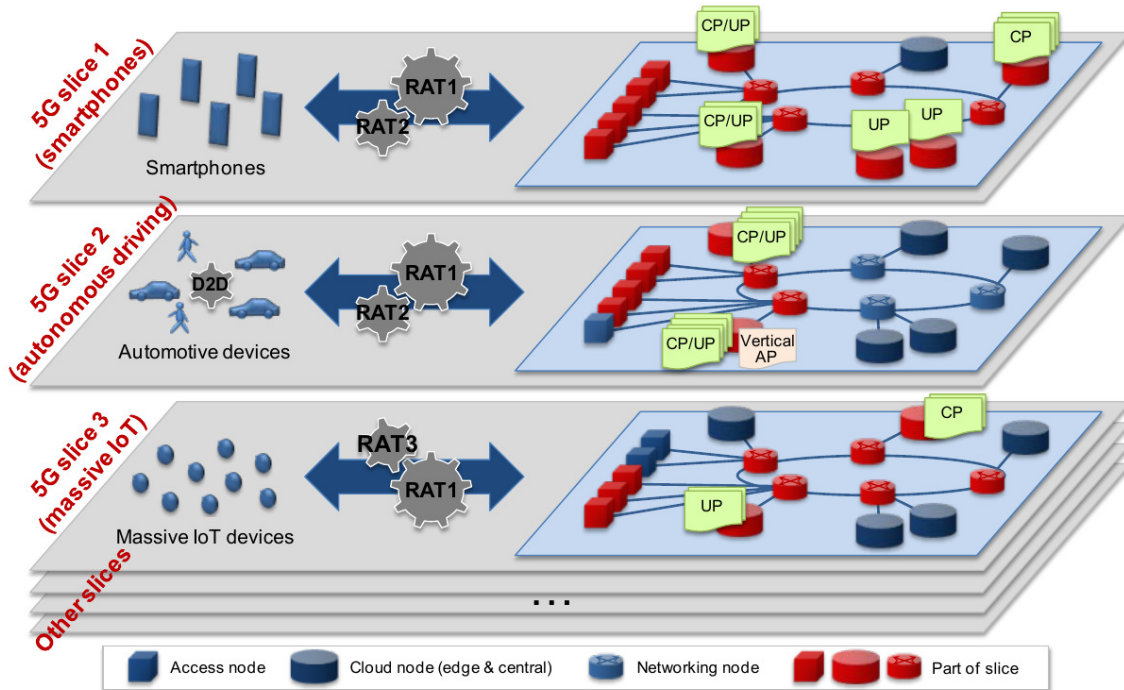 5G slice 1
(smartphones)
Smartphones
RAT1
RAT2
CP/UP
CP
CP/UP
UP
UP
5G slice 2
(autonomous driving)
D2D
Automotive devices
RAT1
RAT2
CP/UP
CP/UP
Vertical
AP
5G slice 3
(massive IoT)
Massive IoT devices
RAT3
RAT1
CP
UP
Other slices
...
Access node
Cloud node (edge & central)
Networking node
Part of slice